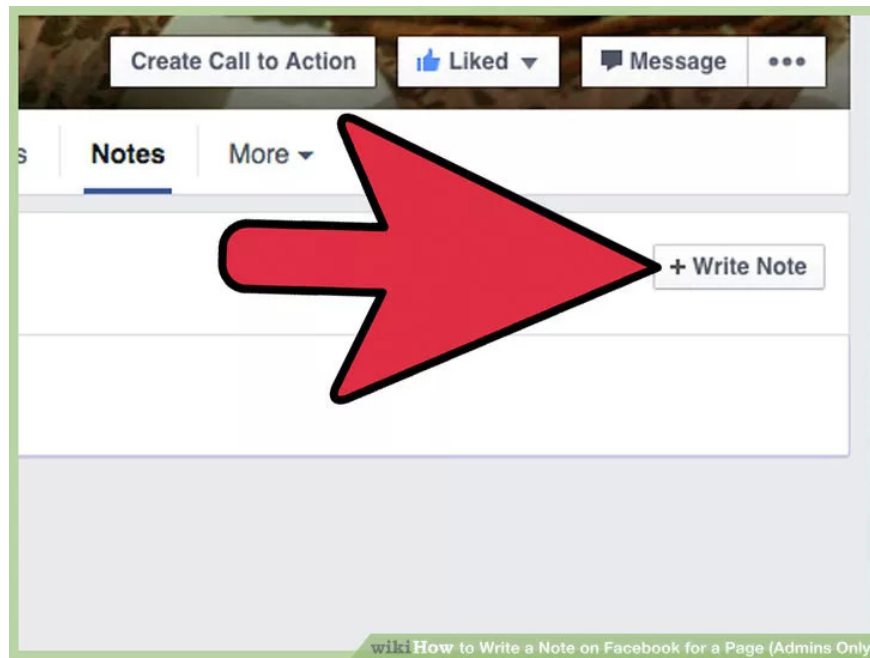 Create Call to Action Liked Message •••
s Notes More
+ Write Note
wikiHow to Write a Note on Facebook for a Page (Admins Only